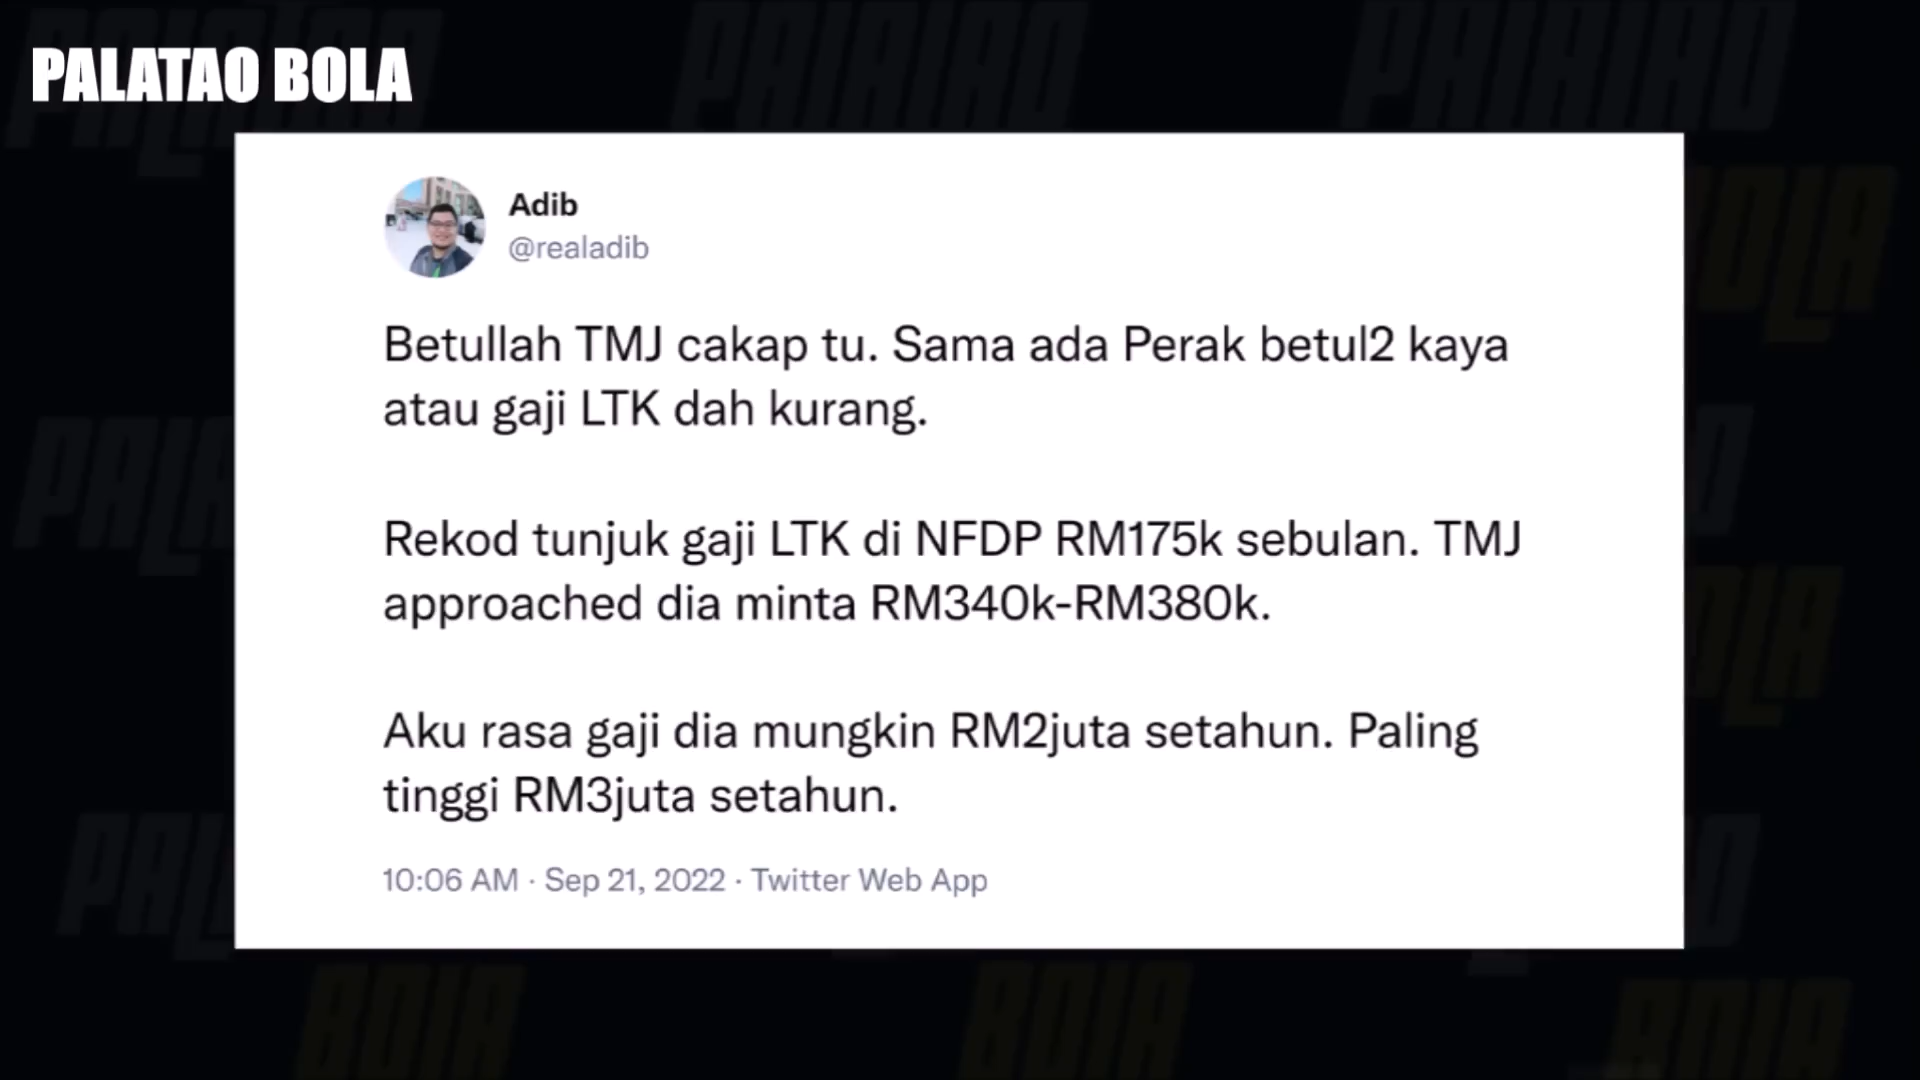 PALATAO BOLA
Adib
@realadib
Betullah TMJ cakap tu. Sama ada Perak betul2 kaya
atau gaji LTK dah kurang.
Rekod tunjuk gaji LTK di NFDP RM175k sebulan. TMJ
approached dia minta RM340k-RM380k.
Aku rasa gaji dia mungkin RM2juta setahun. Paling
tinggi RM3juta setahun.
10:06 AM · Sep 21, 2022 · Twitter Web App